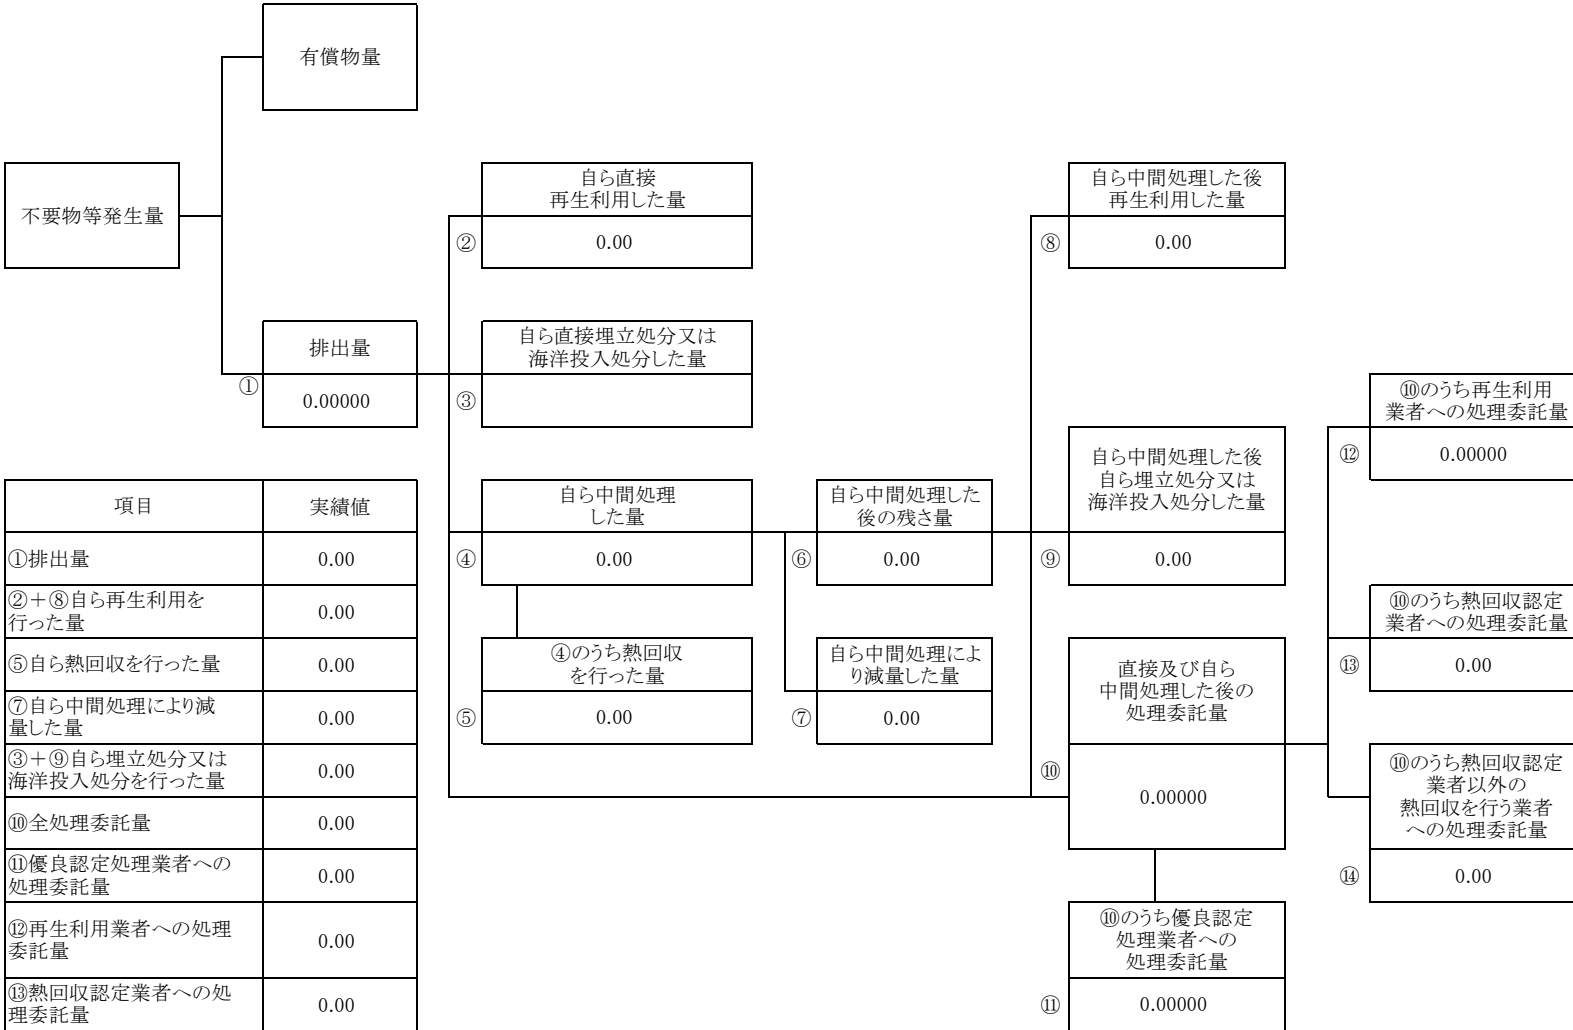 有償物量
不要物等発生量
自ら直接
再生利用した量
②
0.00
自ら中間処理した後
再生利用した量
⑧
0.00
排出量
①
0.00000
自ら直接埋立処分又は
海洋投入処分した量
③
⑩のうち再生利用
業者への処理委託量
⑫
0.00000
自ら中間処理
した量
④
0.00
自ら中間処理した
後の残さ量
⑥
0.00
自ら中間処理した後
自ら埋立処分又は
海洋投入処分した量
⑨
0.00
⑩のうち熱回収認定
業者への処理委託量
⑬
0.00
④のうち熱回収
を行った量
⑤
0.00
自ら中間処理によ
り減量した量
⑦
0.00
直接及び自ら
中間処理した後の
処理委託量
⑩
0.00000
⑩のうち熱回収認定
業者以外の
熱回収を行う業者
への処理委託量
⑭
0.00
⑩のうち優良認定
処理業者への
処理委託量
⑪
0.00000
項目 実績値
①排出量 0.00
②＋⑧自ら再生利用を
行った量 0.00
⑤自ら熱回収を行った量 0.00
⑦自ら中間処理により減
量した量 0.00
③＋⑨自ら埋立処分又は
海洋投入処分を行った量 0.00
⑩全処理委託量 0.00
⑪優良認定処理業者への
処理委託量 0.00
⑫再生利用業者への処理
委託量 0.00
⑬熱回収認定業者への処
理委託量 0.00